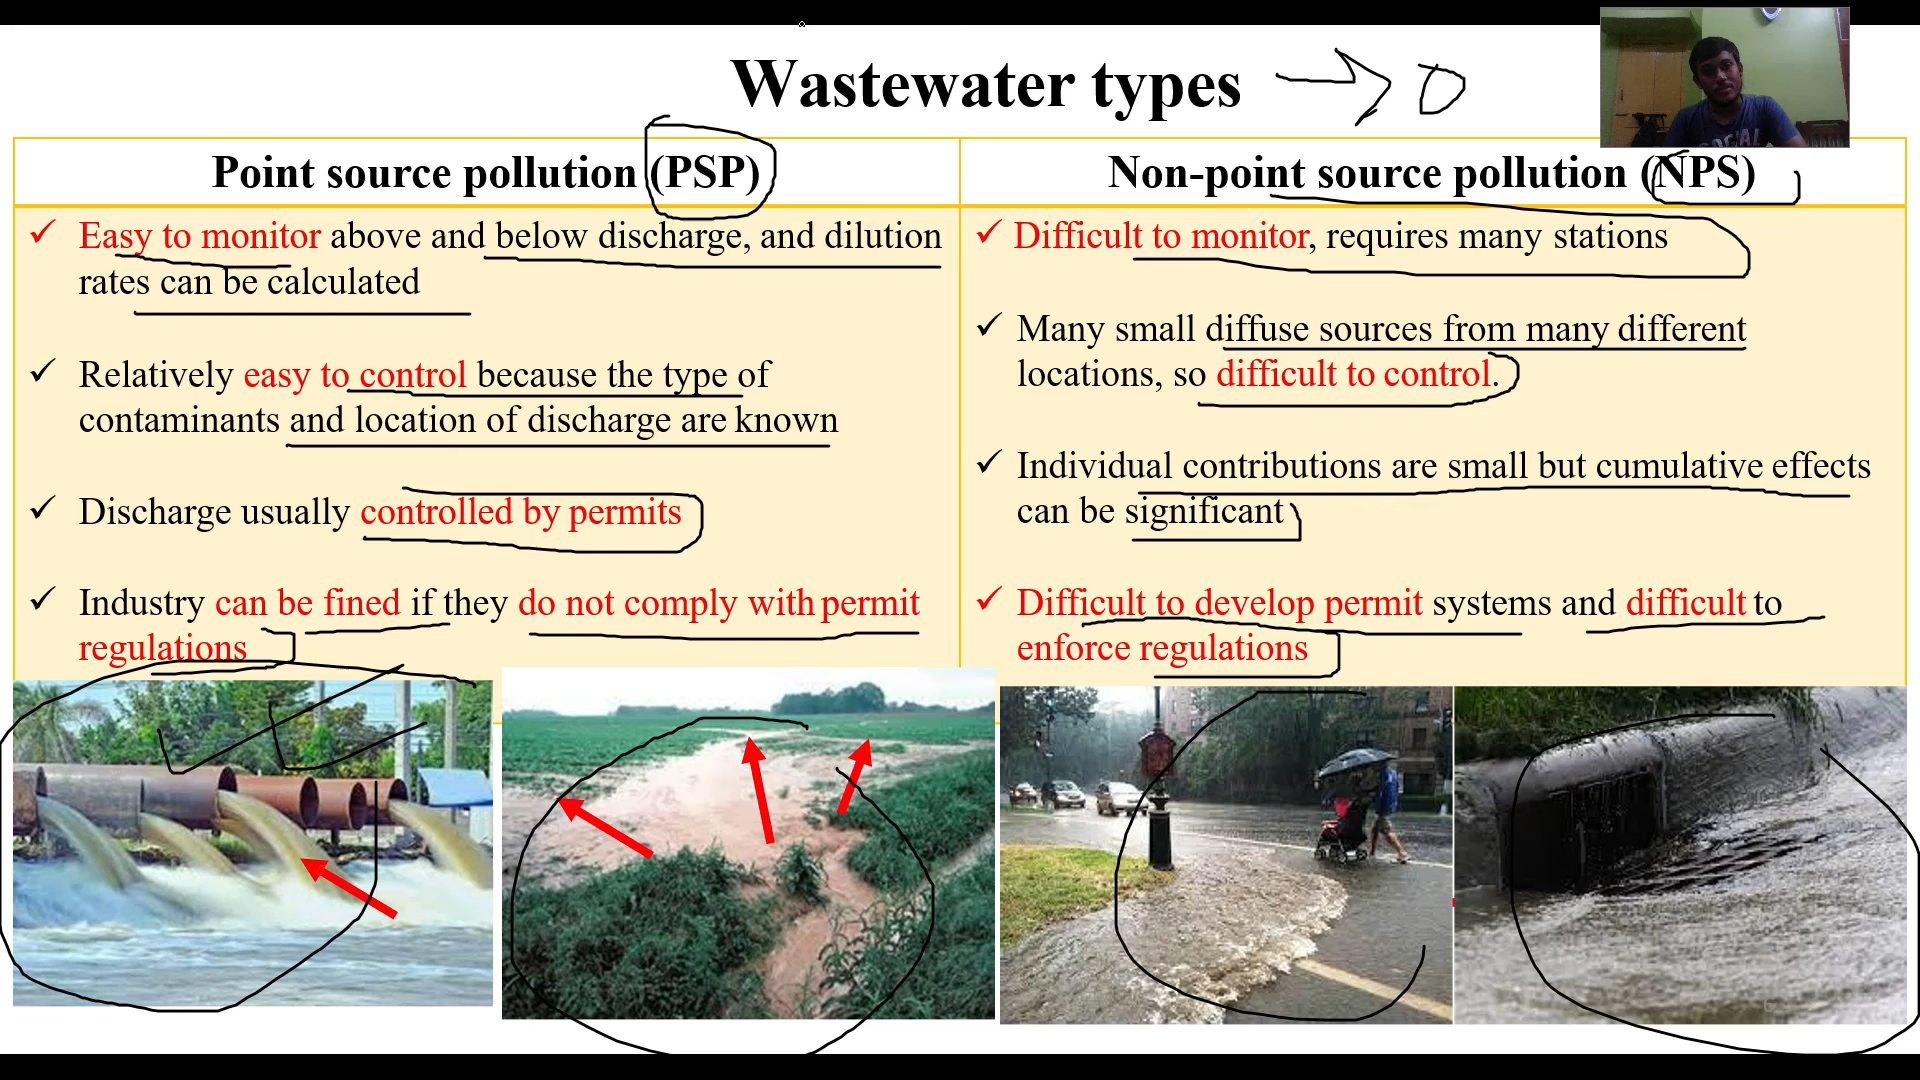 Wastewater types
Point source pollution (PSP)
Non-point source pollution (NPS)
✓ Easy to monitor above and below discharge, and dilution
rates can be calculated
✓ Relatively easy to control because the type of
contaminants and location of discharge are known
✓ Discharge usually controlled by permits
✓ Industry can be fined if they do not comply with permit
regulations
✓ Difficult to monitor, requires many stations
✓ Many small diffuse sources from many different
locations, so difficult to control.
✓ Individual contributions are small but cumulative effects
can be significant
✓ Difficult to develop permit systems and difficult to
enforce regulations